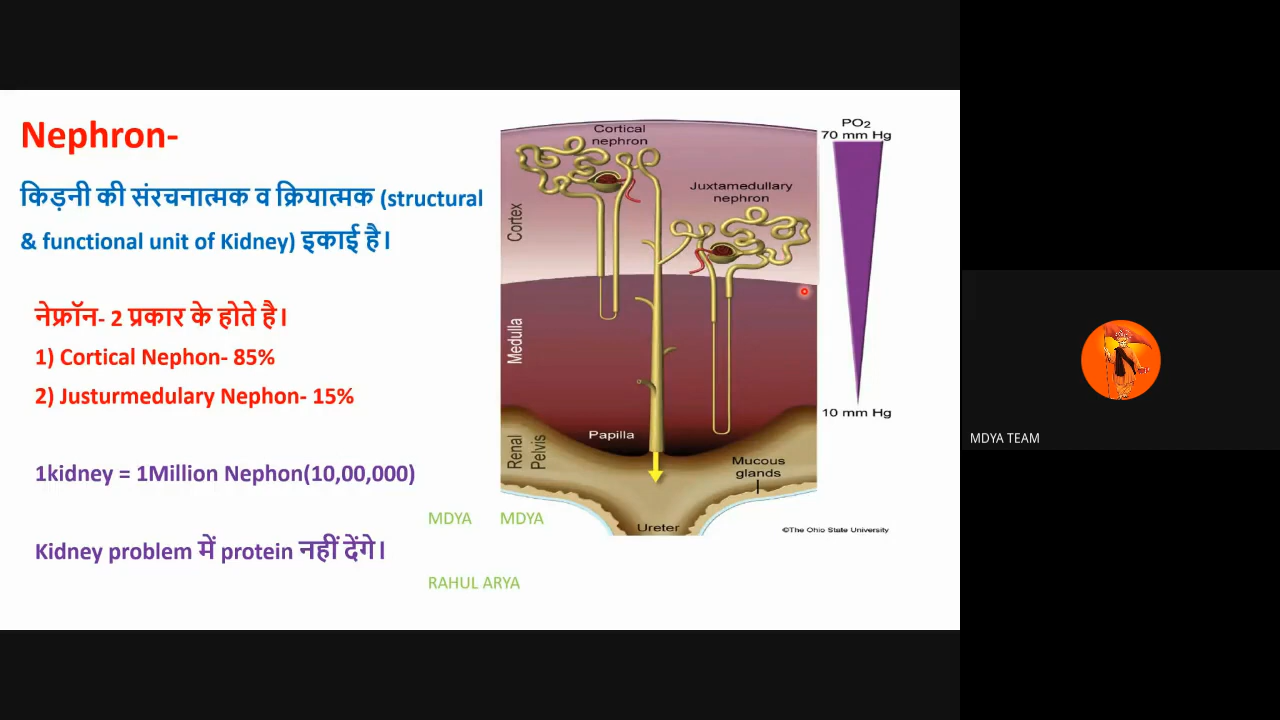 Nephron-
किड़नी की संरचनात्मक व क्रियात्मक (structural
& functional unit of Kidney) इकाई है।
नेफ्रॉन- 2 प्रकार के होते है।
1) Cortical Nephon- 85%
2) Justurmedulary Nephon- 15%
1kidney = 1Million Nephon(10,00,000)
Kidney problem में protein नहीं देंगे।
MDYA MDYA
RAHUL ARYA
Cortical
nephron
Juxtamedullary
nephron
Cortex
Medulla
Renal
Pelvis
Papilla
Mucous
glands
Ureter
©The Ohio State University
PO2
70 mm Hg
10 mm Hg
MDYA TEAM